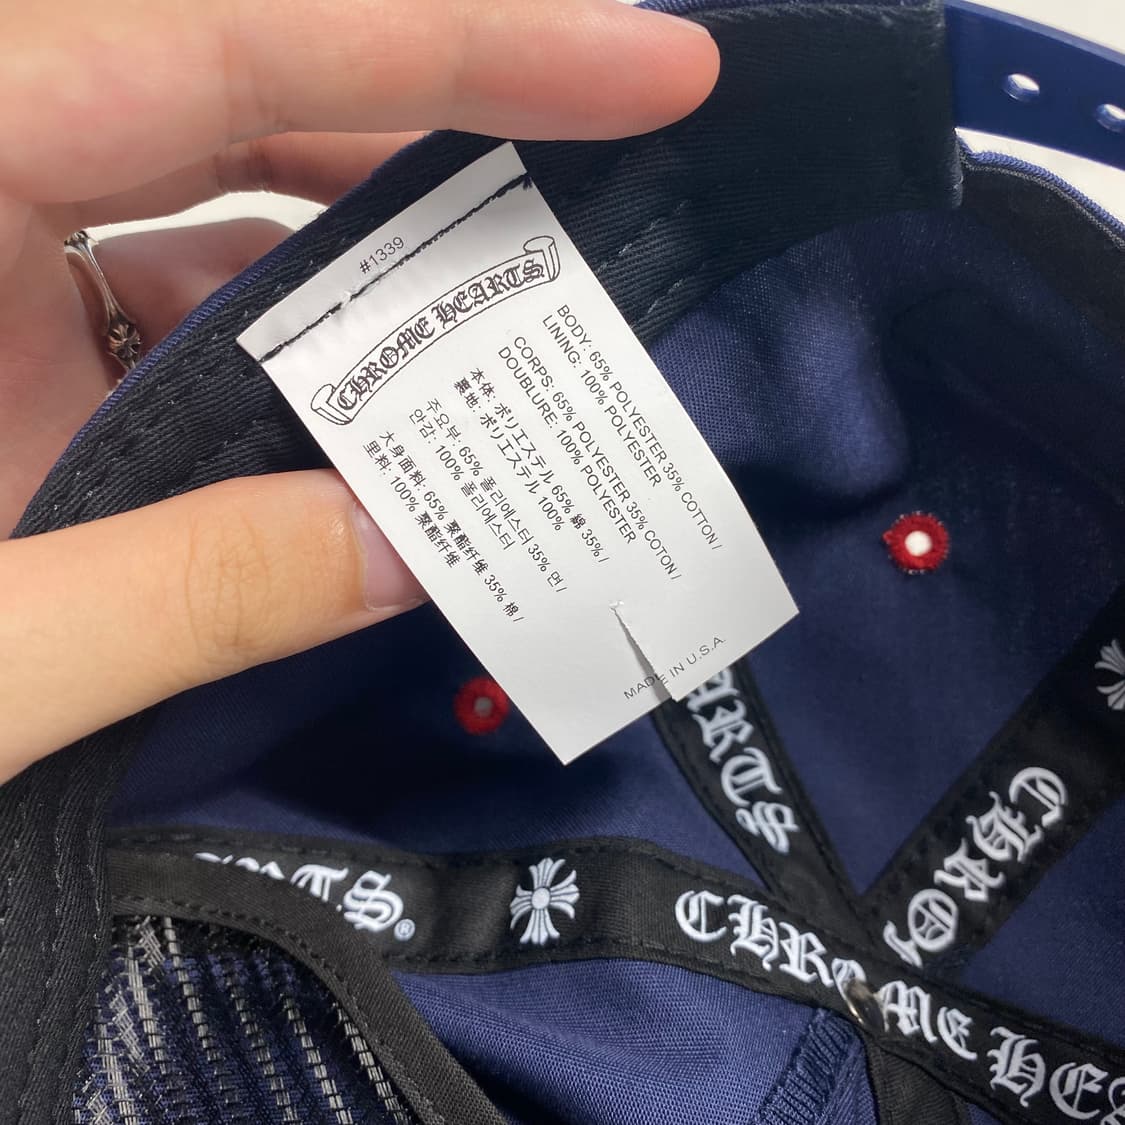 #1339
CHROME HEARTS
BODY: 65% POLYESTER 35% COTTON /
LINING: 100% POLYESTER
CORPS: 65% POLYESTER 35% COTON /
DOUBLURE: 100% POLYESTER
本体: ポリエステル 65% 綿 35% /
裏地: ポリエステル 100%
주요부: 65% 폴리에스터 35% 면 /
안감: 100% 폴리에스터
大身面料: 65% 聚酯纤维 35% 棉 /
里料: 100% 聚酯纤维
MADE IN U.S.A.
ARTS
CHRO
RTS®
CHROME HEA